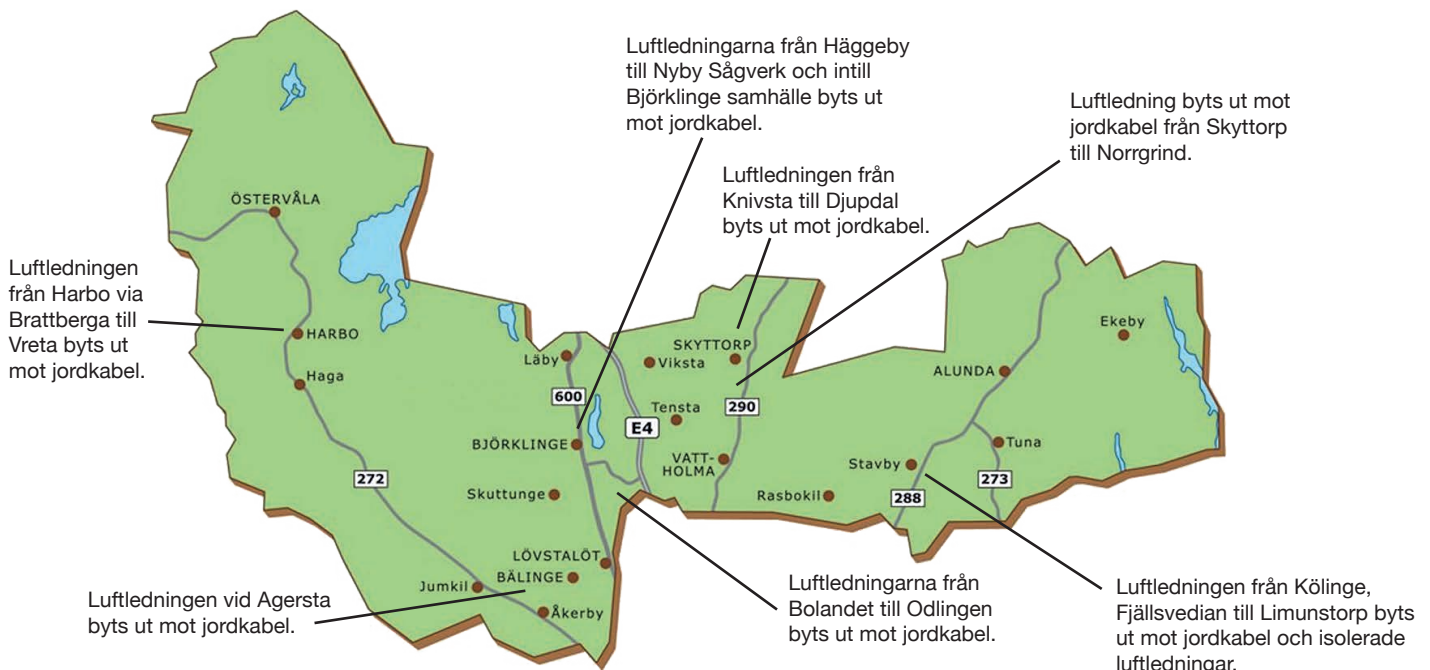 Luftledningarna från Häggeby
till Nyby Sågverk och intill
Björklinge samhälle byts ut
mot jordkabel.
Luftledning byts ut mot
jordkabel från Skyttorp
till Norrgrind.
Luftledningen från
Knivsta till Djupdal
byts ut mot jordkabel.
Luftledningen
från Harbo via
Brattberga till
Vreta byts ut
mot jordkabel.
ÖSTERVÅLA
HARBO
Haga
272
Läby
600
BJÖRKLINGE
Skuttunge
LÖVSTALÖT
BÄLINGE
Jumkil
Åkerby
E4
Viksta
SKYTTORP
Tensta
290
VATT-
HOLMA
Rasbokil
Stavby
288
ALUNDA
Tuna
273
Ekeby
Luftledningen vid Agersta
byts ut mot jordkabel.
Luftledningarna från
Bolandet till Odlingen
byts ut mot jordkabel.
Luftledningen från Kölinge,
Fjällsvedian till Limunstorp byts
ut mot jordkabel och isolerade
luftledningar.